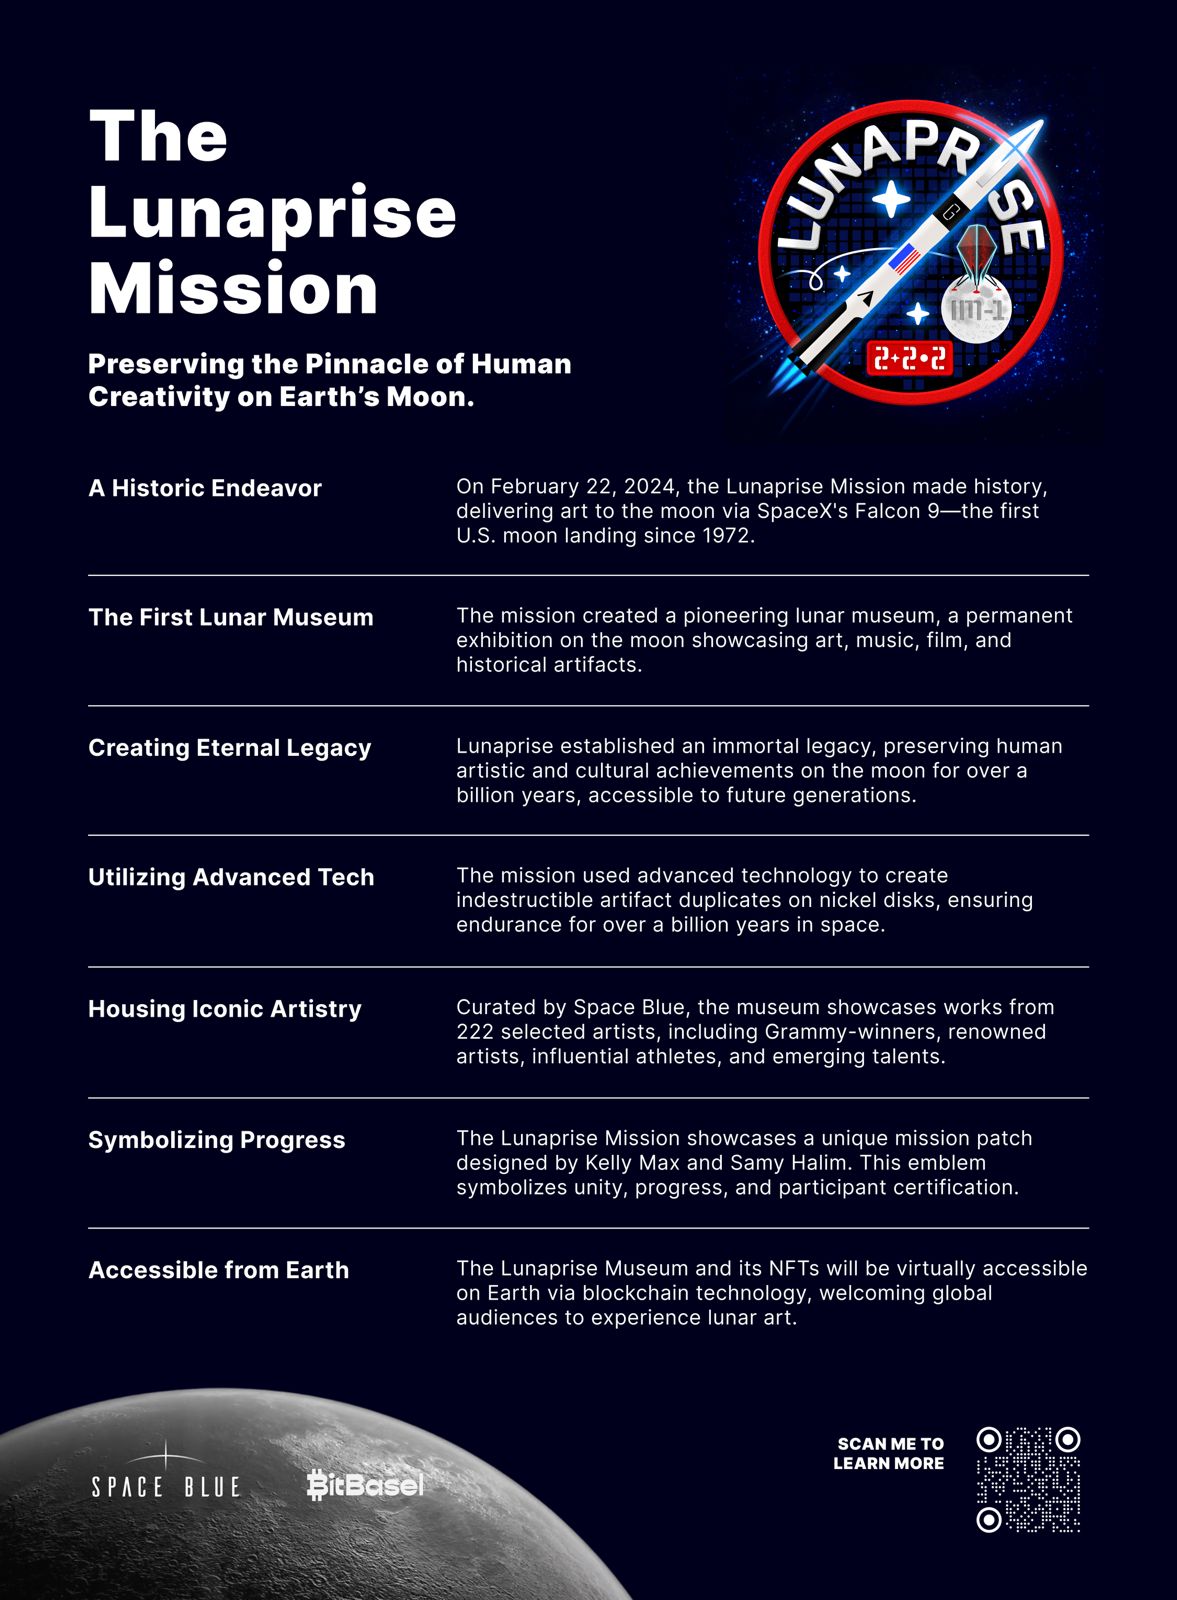 The
Lunaprise
Mission
Preserving the Pinnacle of Human
Creativity on Earth’s Moon.
LUNAPRISE
G
IM-1
2+2•2
A Historic Endeavor
On February 22, 2024, the Lunaprise Mission made history,
delivering art to the moon via SpaceX's Falcon 9—the first
U.S. moon landing since 1972.
The First Lunar Museum
The mission created a pioneering lunar museum, a permanent
exhibition on the moon showcasing art, music, film, and
historical artifacts.
Creating Eternal Legacy
Lunaprise established an immortal legacy, preserving human
artistic and cultural achievements on the moon for over a
billion years, accessible to future generations.
Utilizing Advanced Tech
The mission used advanced technology to create
indestructible artifact duplicates on nickel disks, ensuring
endurance for over a billion years in space.
Housing Iconic Artistry
Curated by Space Blue, the museum showcases works from
222 selected artists, including Grammy-winners, renowned
artists, influential athletes, and emerging talents.
Symbolizing Progress
The Lunaprise Mission showcases a unique mission patch
designed by Kelly Max and Samy Halim. This emblem
symbolizes unity, progress, and participant certification.
Accessible from Earth
The Lunaprise Museum and its NFTs will be virtually accessible
on Earth via blockchain technology, welcoming global
audiences to experience lunar art.
SPACE BLUE
BitBasel
SCAN ME TO
LEARN MORE